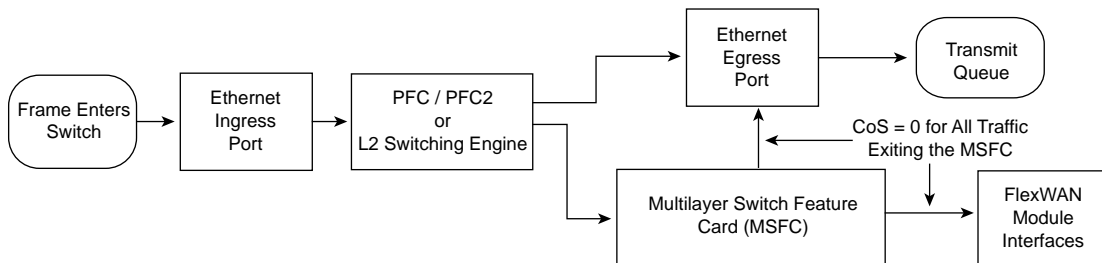 Frame Enters
Switch
Ethernet
Ingress
Port
PFC / PFC2
or
L2 Switching Engine
Ethernet
Egress
Port
Transmit
Queue
CoS = 0 for All Traffic
Exiting the MSFC
Multilayer Switch Feature
Card (MSFC)
FlexWAN
Module
Interfaces